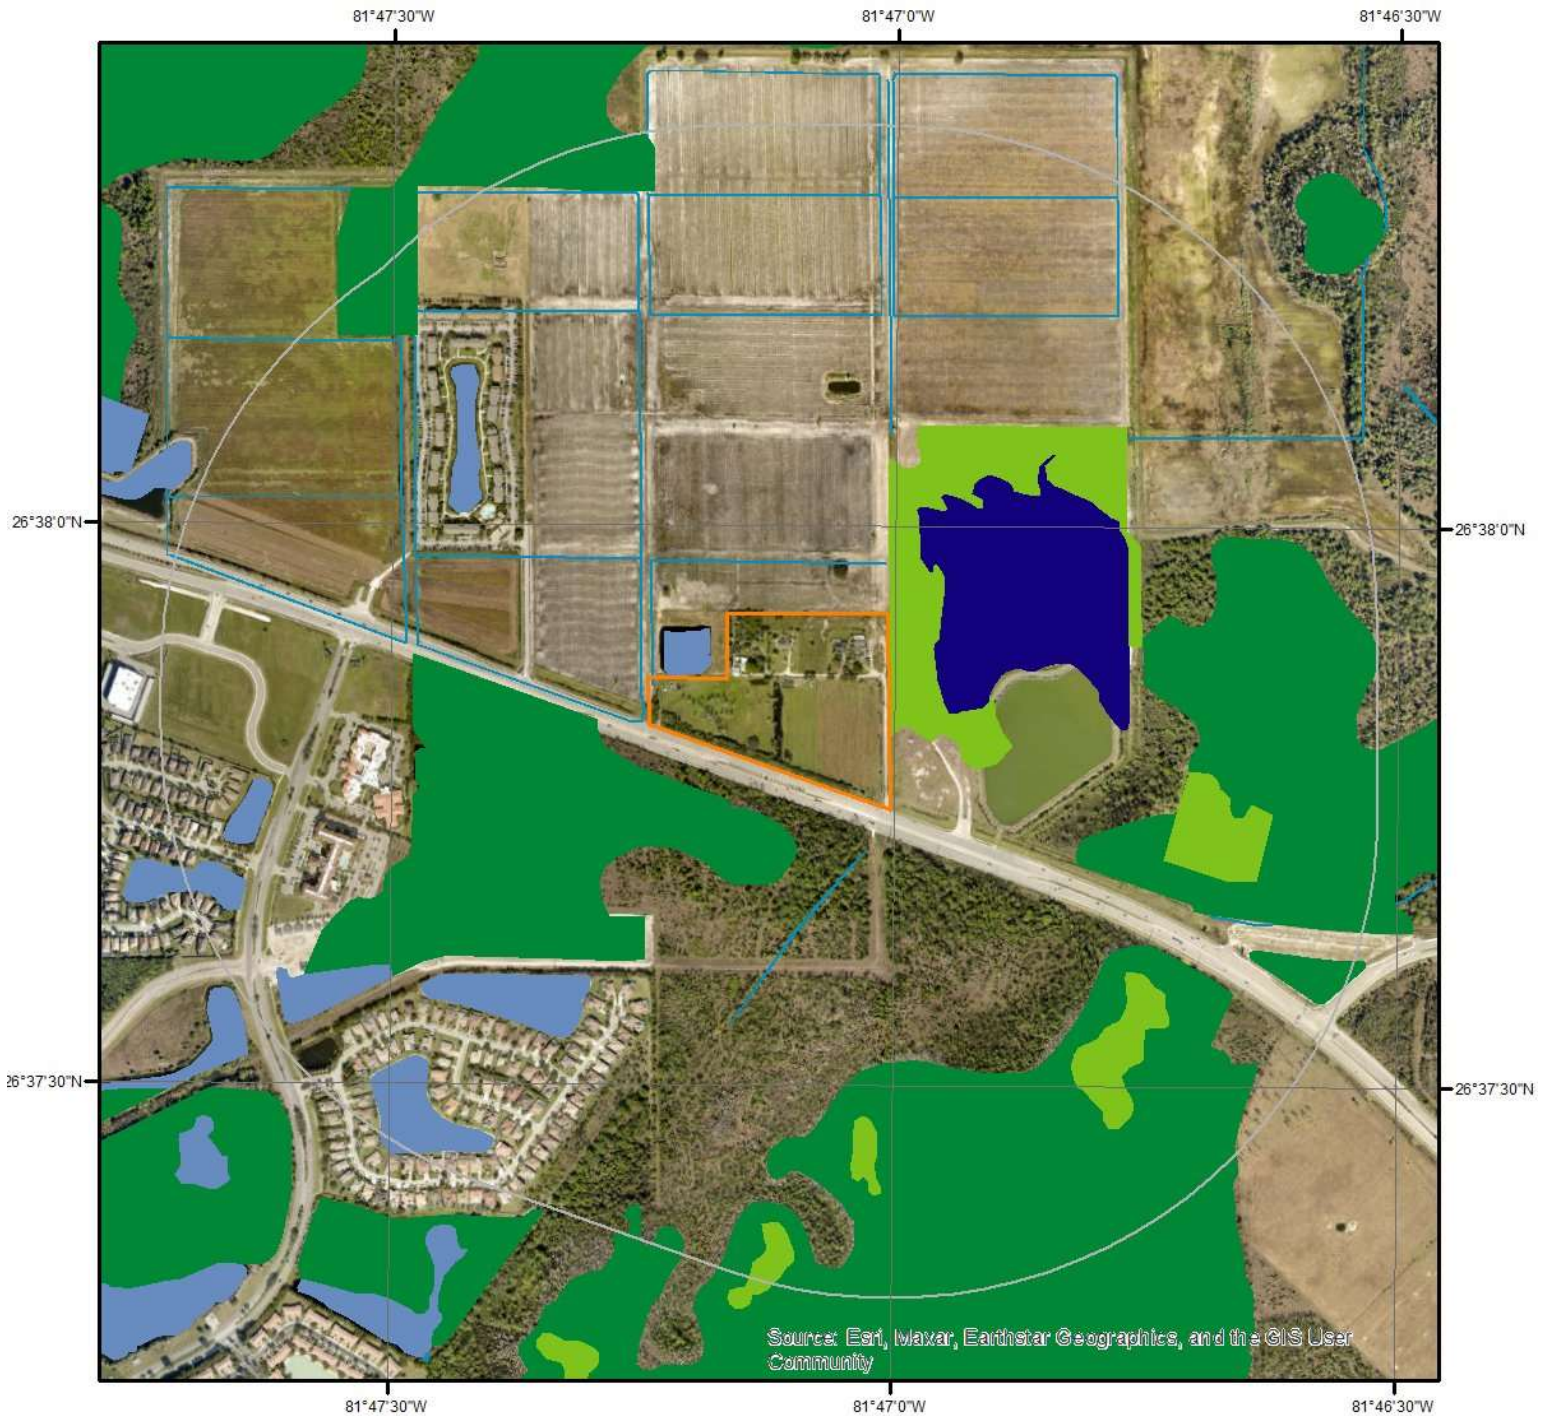 81°47'30"W 81°47'0"W 81°46'30"W
26°38'0"N 26°38'0"N
26°37'30"N 26°37'30"N
Source: Esri, Maxar, Earthstar Geographics, and the GIS User
Community
81°47'30"W 81°47'0"W 81°46'30"W